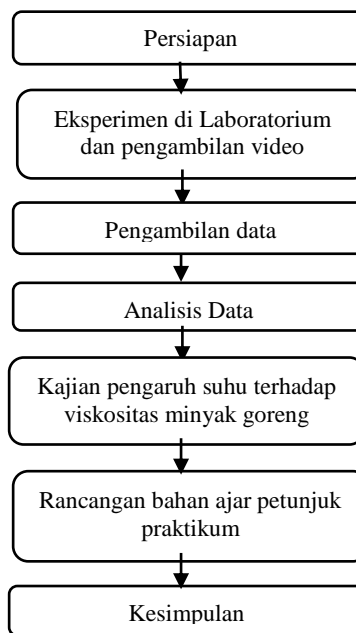 Persiapan
Eksperimen di Laboratorium
dan pengambilan video
Pengambilan data
Analisis Data
Kajian pengaruh suhu terhadap
viskositas minyak goreng
Rancangan bahan ajar petunjuk
praktikum
Kesimpulan